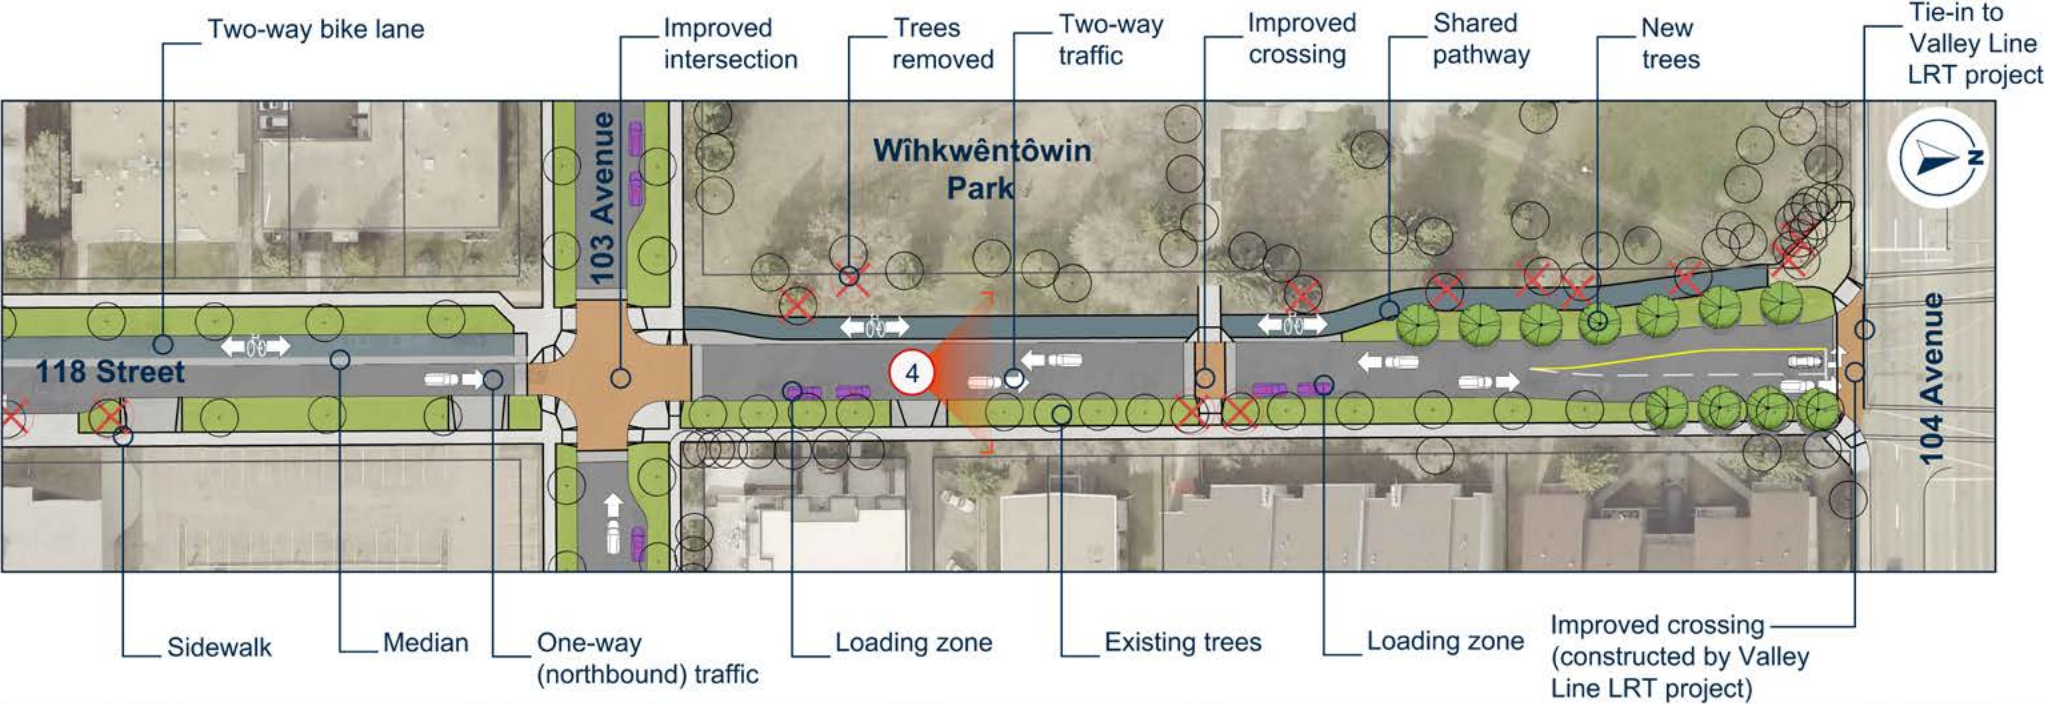 Two-way bike lane
Improved
intersection
Trees
removed
Two-way
traffic
Improved
crossing
Shared
pathway
New
trees
Tie-in to
Valley Line
LRT project
103 Avenue
Wîhkwêntôwin
Park
N
118 Street
4
104 Avenue
Sidewalk
Median
One-way
(northbound) traffic
Loading zone
Existing trees
Loading zone
Improved crossing
(constructed by Valley
Line LRT project)